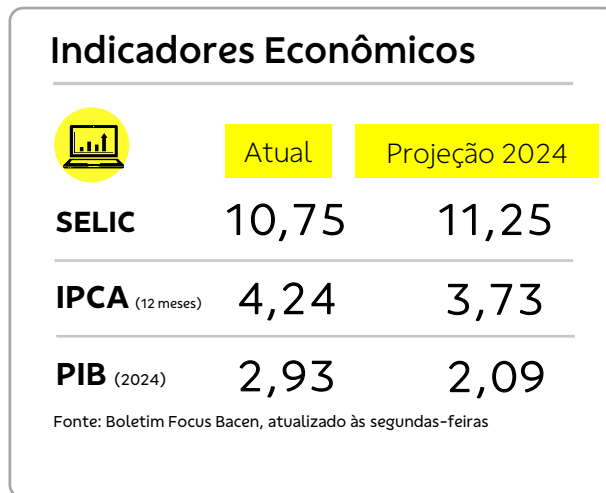 Indicadores Econômicos
Atual Projeção 2024
SELIC 10,75 11,25
IPCA (12 meses) 4,24 3,73
PIB (2024) 2,93 2,09
Fonte: Boletim Focus Bacen, atualizado às segundas-feiras